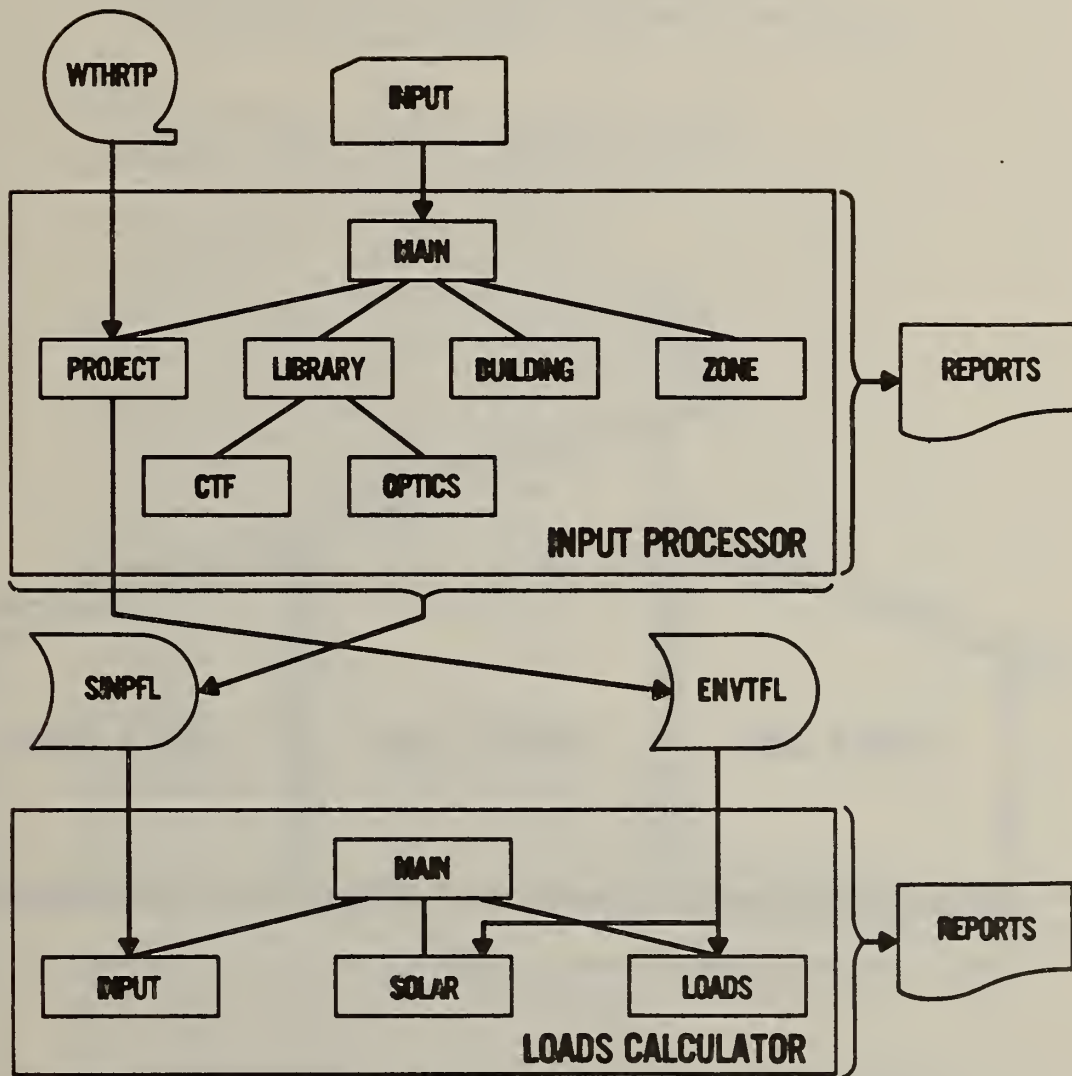 WTHRTP
INPUT
MAIN
PROJECT
LIBRARY
BUILDING
ZONE
REPORTS
CTF
OPTICS
INPUT PROCESSOR
SINPFL
ENVTFL
MAIN
REPORTS
INPUT
SOLAR
LOADS
LOADS CALCULATOR